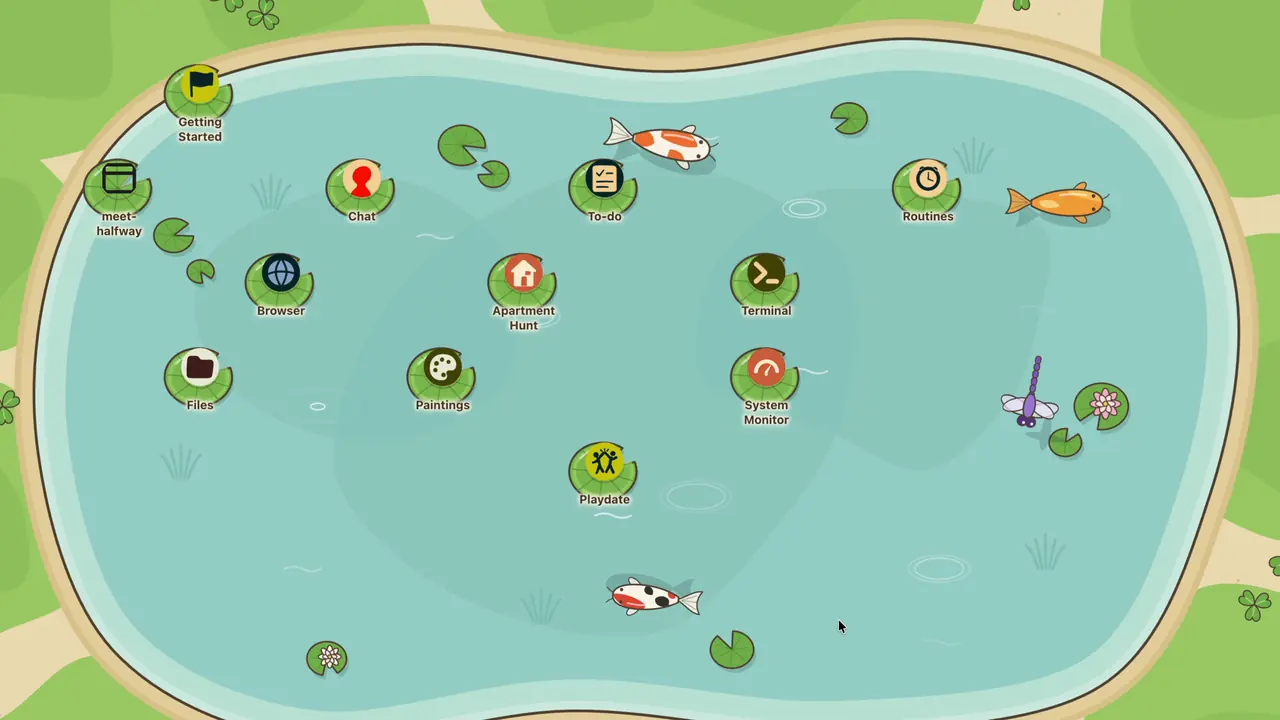 Getting
Started
meet-
halfway
Chat
To-do
Routines
Browser
Apartment
Hunt
Terminal
Files
Paintings
System
Monitor
Playdate